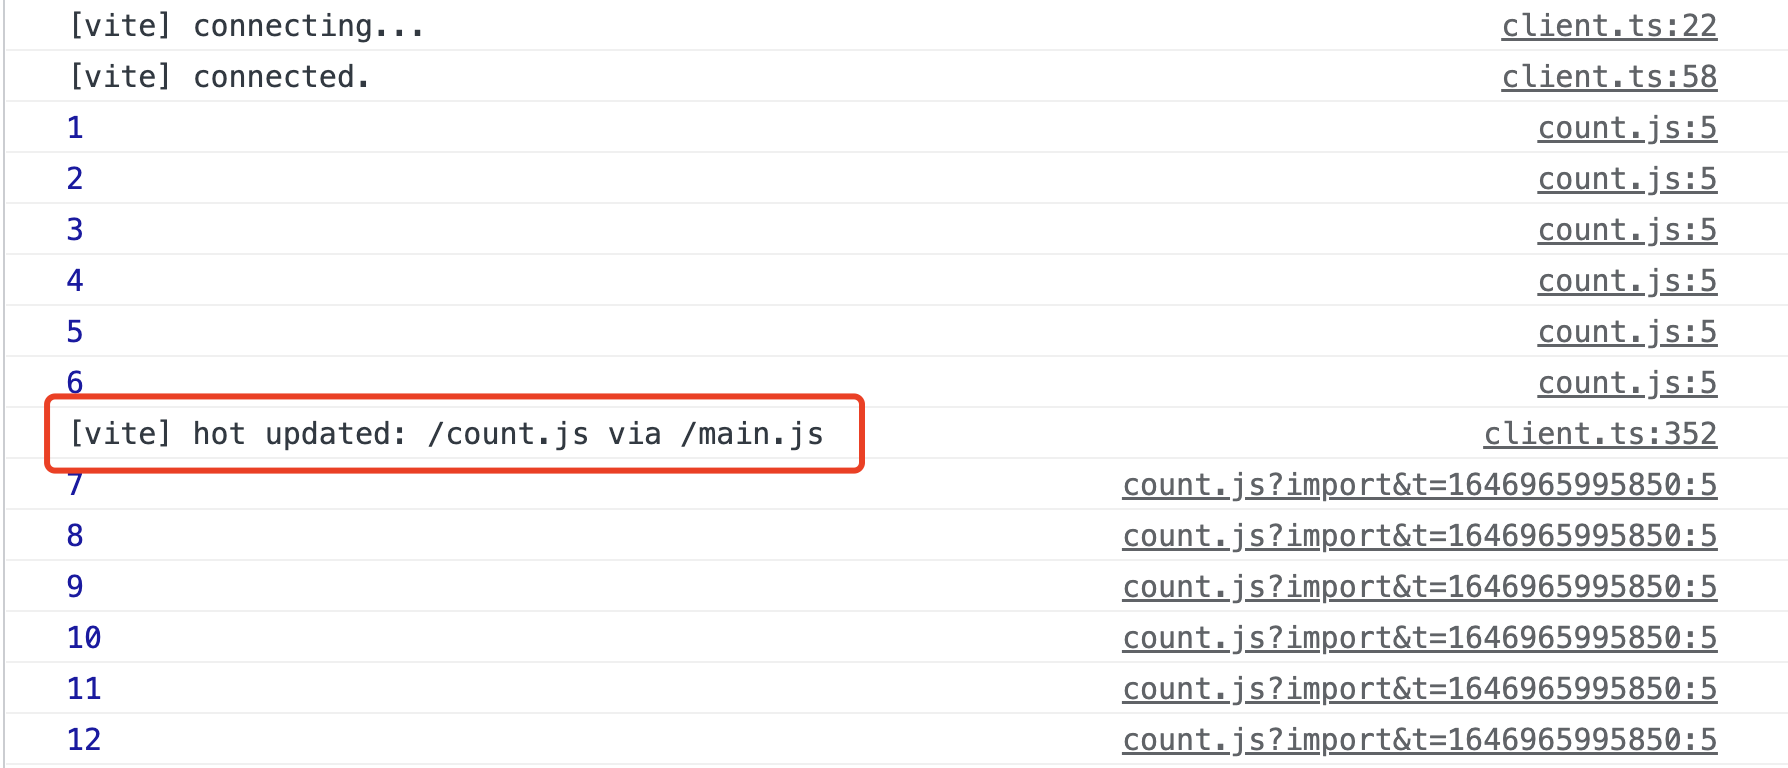 [vite] connecting... client.ts:22
[vite] connected. client.ts:58
1 count.js:5
2 count.js:5
3 count.js:5
4 count.js:5
5 count.js:5
6 count.js:5
[vite] hot updated: /count.js via /main.js client.ts:352
7 count.js?import&t=1646965995850:5
8 count.js?import&t=1646965995850:5
9 count.js?import&t=1646965995850:5
10 count.js?import&t=1646965995850:5
11 count.js?import&t=1646965995850:5
12 count.js?import&t=1646965995850:5